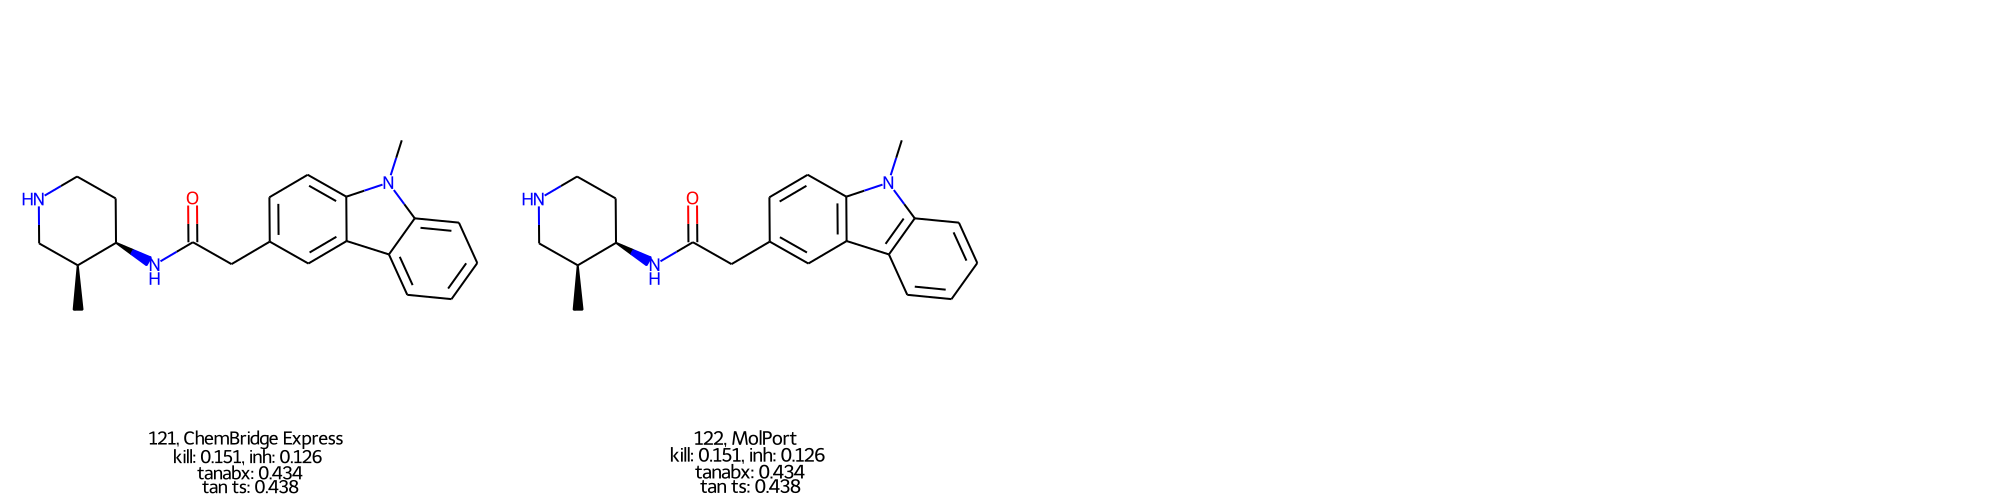 N
HN
O
N
H
121, ChemBridge Express
kill: 0.151, inh: 0.126
tanabx: 0.434
tan ts: 0.438
N
HN
O
N
H
122, MolPort
kill: 0.151, inh: 0.126
tanabx: 0.434
tan ts: 0.438